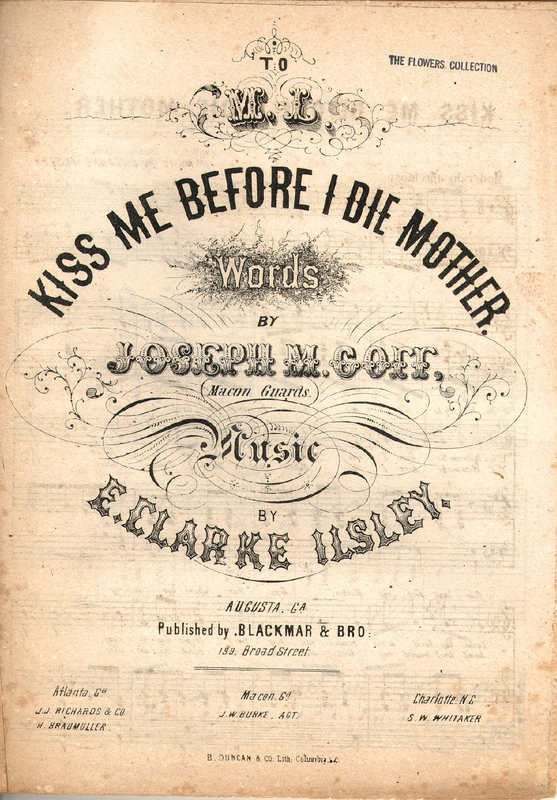 TO
THE FLOWERS COLLECTION
M. L.
KISS ME BEFORE I DIE MOTHER.
Words
BY
JOSEPH M. GOFF,
(Macon Guards.)
Music
BY
E. CLARKE ILSLEY.
AUGUSTA, GA
Published by BLACKMAR & BRO:
199, Broad Street.
Atlanta, Ga.
J.J. RICHARDS & CO.
H. BRAUMULLER.
Macon, Ga.
J.W. BURKE, AGT.
Charlotte, N.C.
S. W. WHITAKER
B. DUNCAN & CO. Lith, Columbia, S.C.